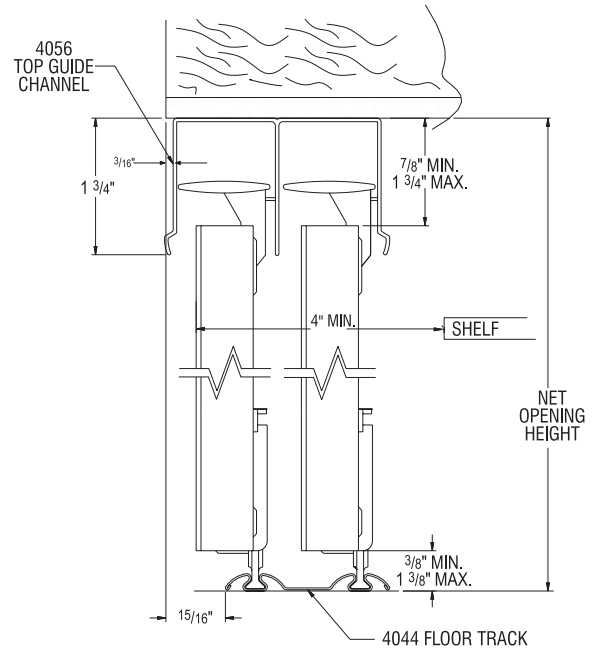 4056
TOP GUIDE
CHANNEL
3/16"
1 3/4"
7/8" MIN.
1 3/4" MAX.
4" MIN.
SHELF
NET
OPENING
HEIGHT
3/8" MIN.
1 3/8" MAX.
15/16"
4044 FLOOR TRACK